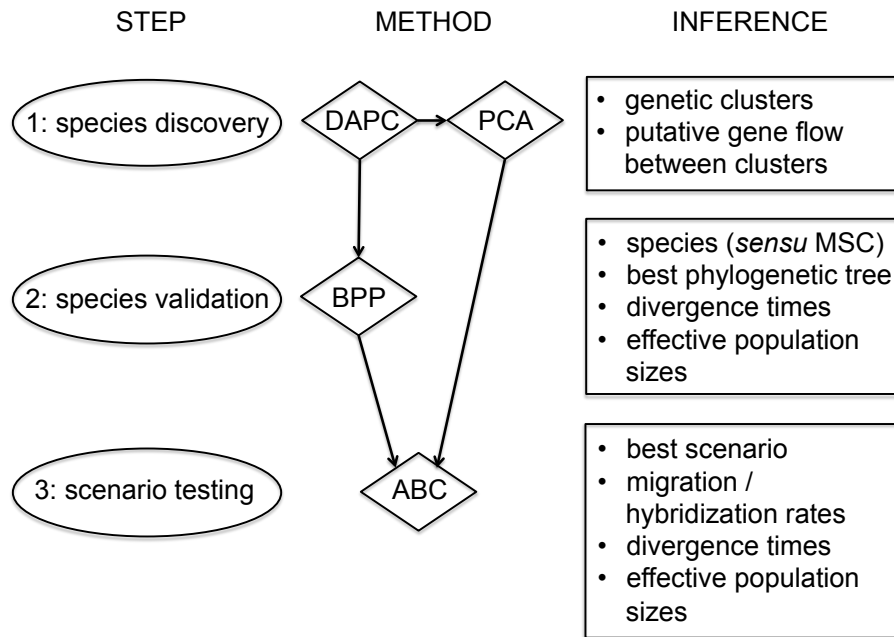 STEP METHOD INFERENCE
1: species discovery
DAPC
PCA
• genetic clusters
• putative gene flow
between clusters
2: species validation
BPP
• species (sensu MSC)
• best phylogenetic tree
• divergence times
• effective population
sizes
3: scenario testing
ABC
• best scenario
• migration /
hybridization rates
• divergence times
• effective population
sizes